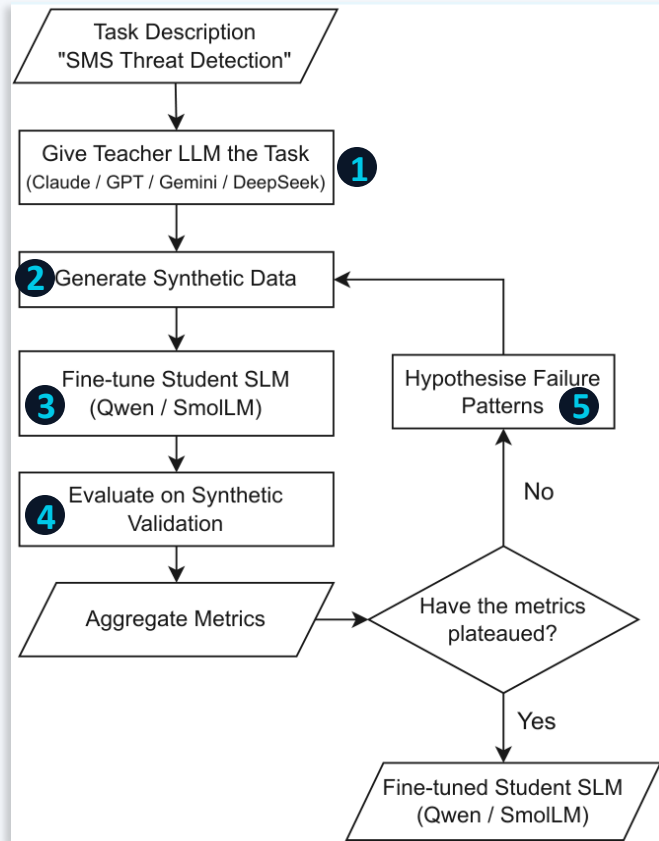 Task Description
"SMS Threat Detection"
Give Teacher LLM the Task
(Claude / GPT / Gemini / DeepSeek)
1
2
Generate Synthetic Data
Fine-tune Student SLM
(Qwen / SmolLM)
3
Hypothesise Failure
Patterns
5
Evaluate on Synthetic
Validation
4
No
Aggregate Metrics
Have the metrics
plateaued?
Yes
Fine-tuned Student SLM
(Qwen / SmolLM)